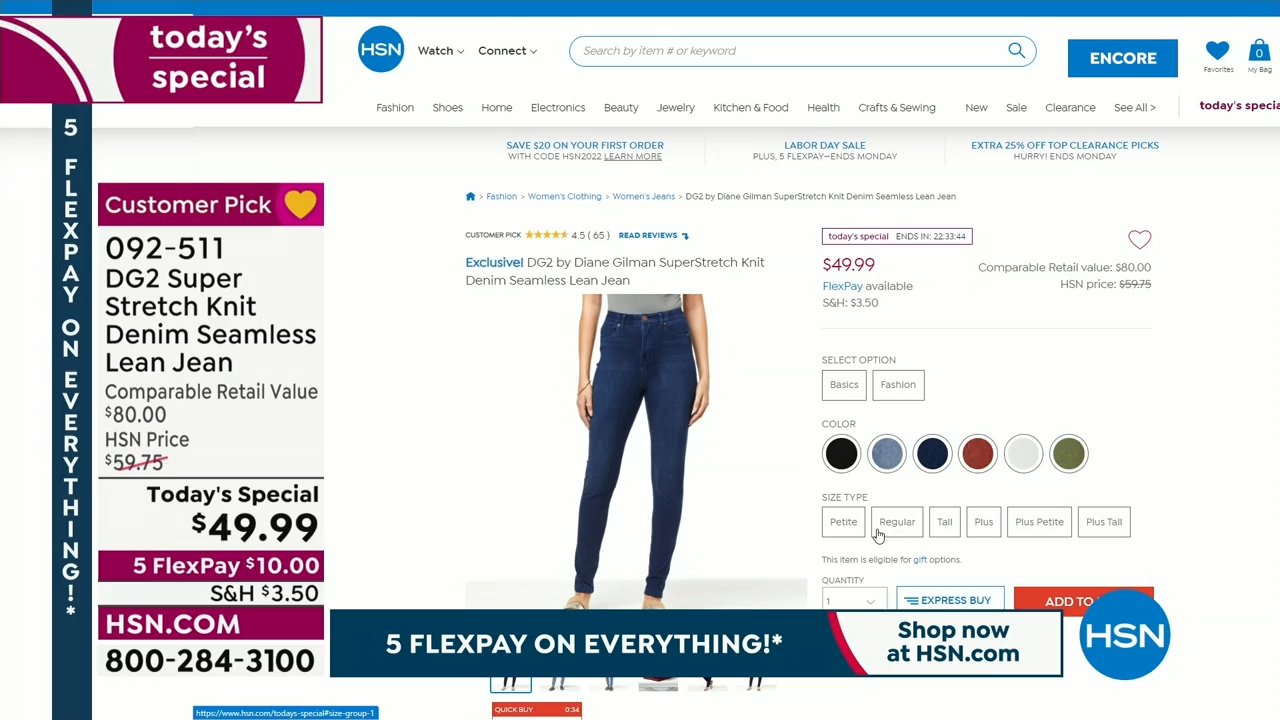 today's
special
HSN
Watch
Connect
Search by item # or keyword
ENCORE
Favorites
0
My Bag
Fashion
Shoes
Home
Electronics
Beauty
Jewelry
Kitchen & Food
Health
Crafts & Sewing
New
Sale
Clearance
See All >
today's specia
SAVE $20 ON YOUR FIRST ORDER
WITH CODE HSN2022 LEARN MORE
LABOR DAY SALE
PLUS, 5 FLEXPAY—ENDS MONDAY
EXTRA 25% OFF TOP CLEARANCE PICKS
HURRY! ENDS MONDAY
5 FLEXPAY ON EVERYTHING!*
Customer Pick
092-511
DG2 Super
Stretch Knit
Denim Seamless
Lean Jean
Comparable Retail Value
$80.00
HSN Price
$59.75
Today's Special
$49.99
5 FlexPay $10.00
S&H $3.50
HSN.COM
800-284-3100
> Fashion > Women's Clothing > Women's Jeans > DG2 by Diane Gilman SuperStretch Knit Denim Seamless Lean Jean
CUSTOMER PICK 4.5 ( 65 ) READ REVIEWS
Exclusive! DG2 by Diane Gilman SuperStretch Knit
Denim Seamless Lean Jean
today's special ENDS IN: 22:33:44
$49.99
FlexPay available
S&H: $3.50
Comparable Retail value: $80.00
HSN price: $59.75
SELECT OPTION
Basics
Fashion
COLOR
SIZE TYPE
Petite
Regular
Tall
Plus
Plus Petite
Plus Tall
This item is eligible for gift options.
QUANTITY
1
EXPRESS BUY
ADD TO
5 FLEXPAY ON EVERYTHING!*
Shop now
at HSN.com
HSN
https://www.hsn.com/todays-special#size-group-1
QUICK BUY 0:34